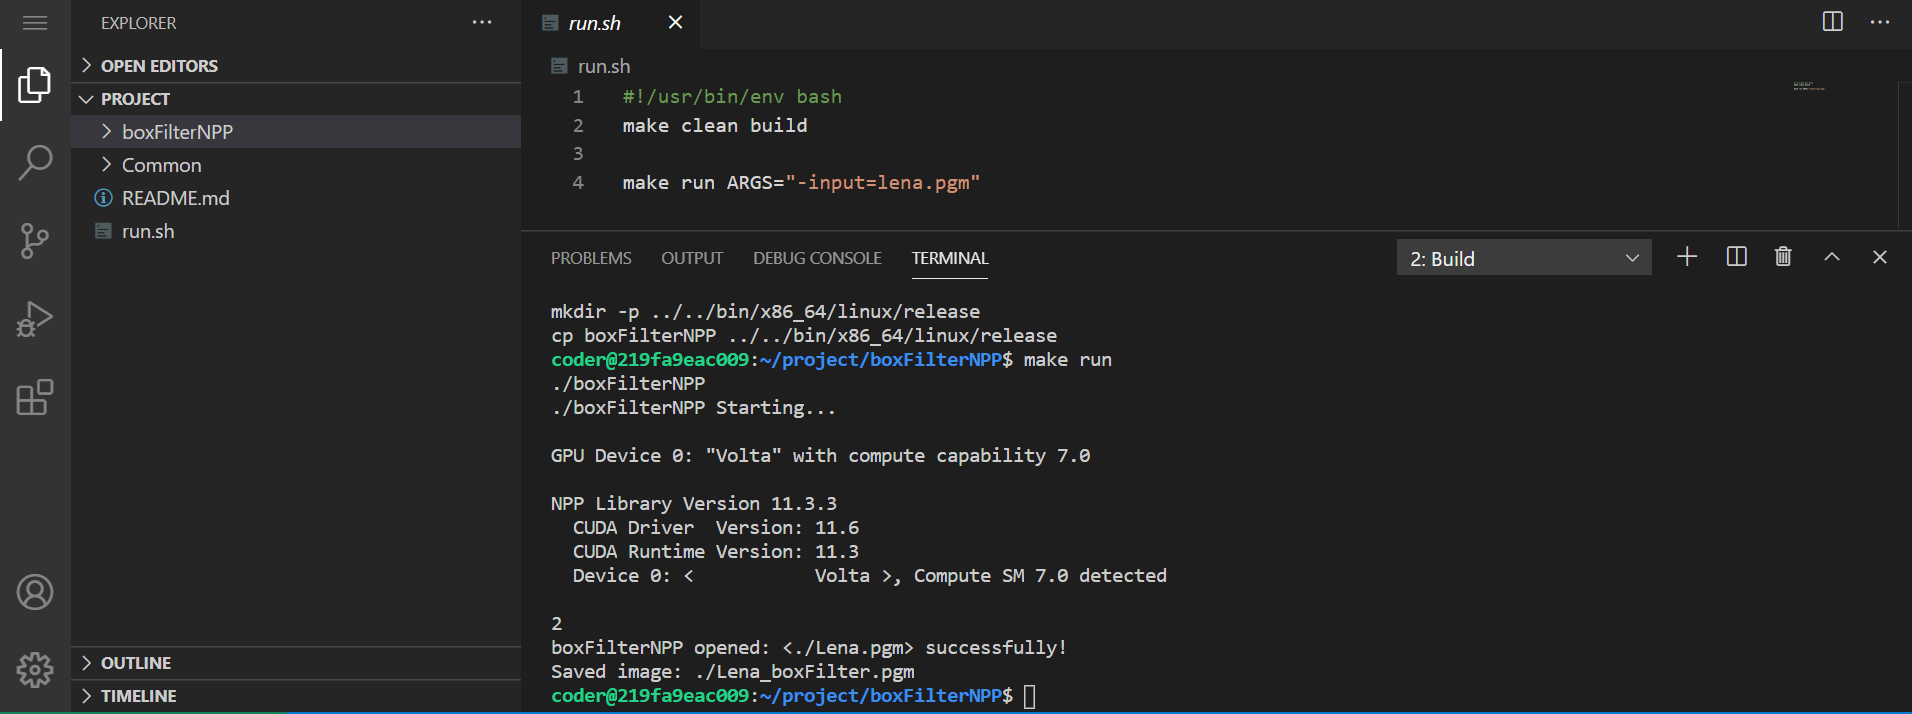 EXPLORER
OPEN EDITORS
PROJECT
boxFilterNPP
Common
README.md
run.sh
OUTLINE
TIMELINE
run.sh
run.sh
1 #!/usr/bin/env bash
2 make clean build
3
4 make run ARGS="-input=lena.pgm"
PROBLEMS OUTPUT DEBUG CONSOLE TERMINAL 2: Build
mkdir -p ../../bin/x86_64/linux/release
cp boxFilterNPP ../../bin/x86_64/linux/release
coder@219fa9eac009:~/project/boxFilterNPP$ make run
./boxFilterNPP
./boxFilterNPP Starting...
GPU Device 0: "Volta" with compute capability 7.0
NPP Library Version 11.3.3
CUDA Driver  Version: 11.6
CUDA Runtime Version: 11.3
Device 0: <           Volta >, Compute SM 7.0 detected
2
boxFilterNPP opened: <./Lena.pgm> successfully!
Saved image: ./Lena_boxFilter.pgm
coder@219fa9eac009:~/project/boxFilterNPP$